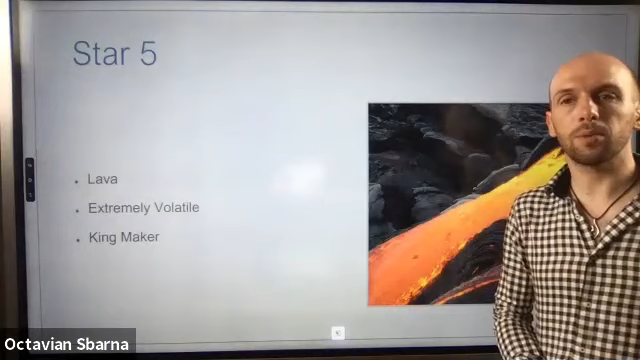 Star 5
Lava
Extremely Volatile
King Maker
Octavian Sbarna